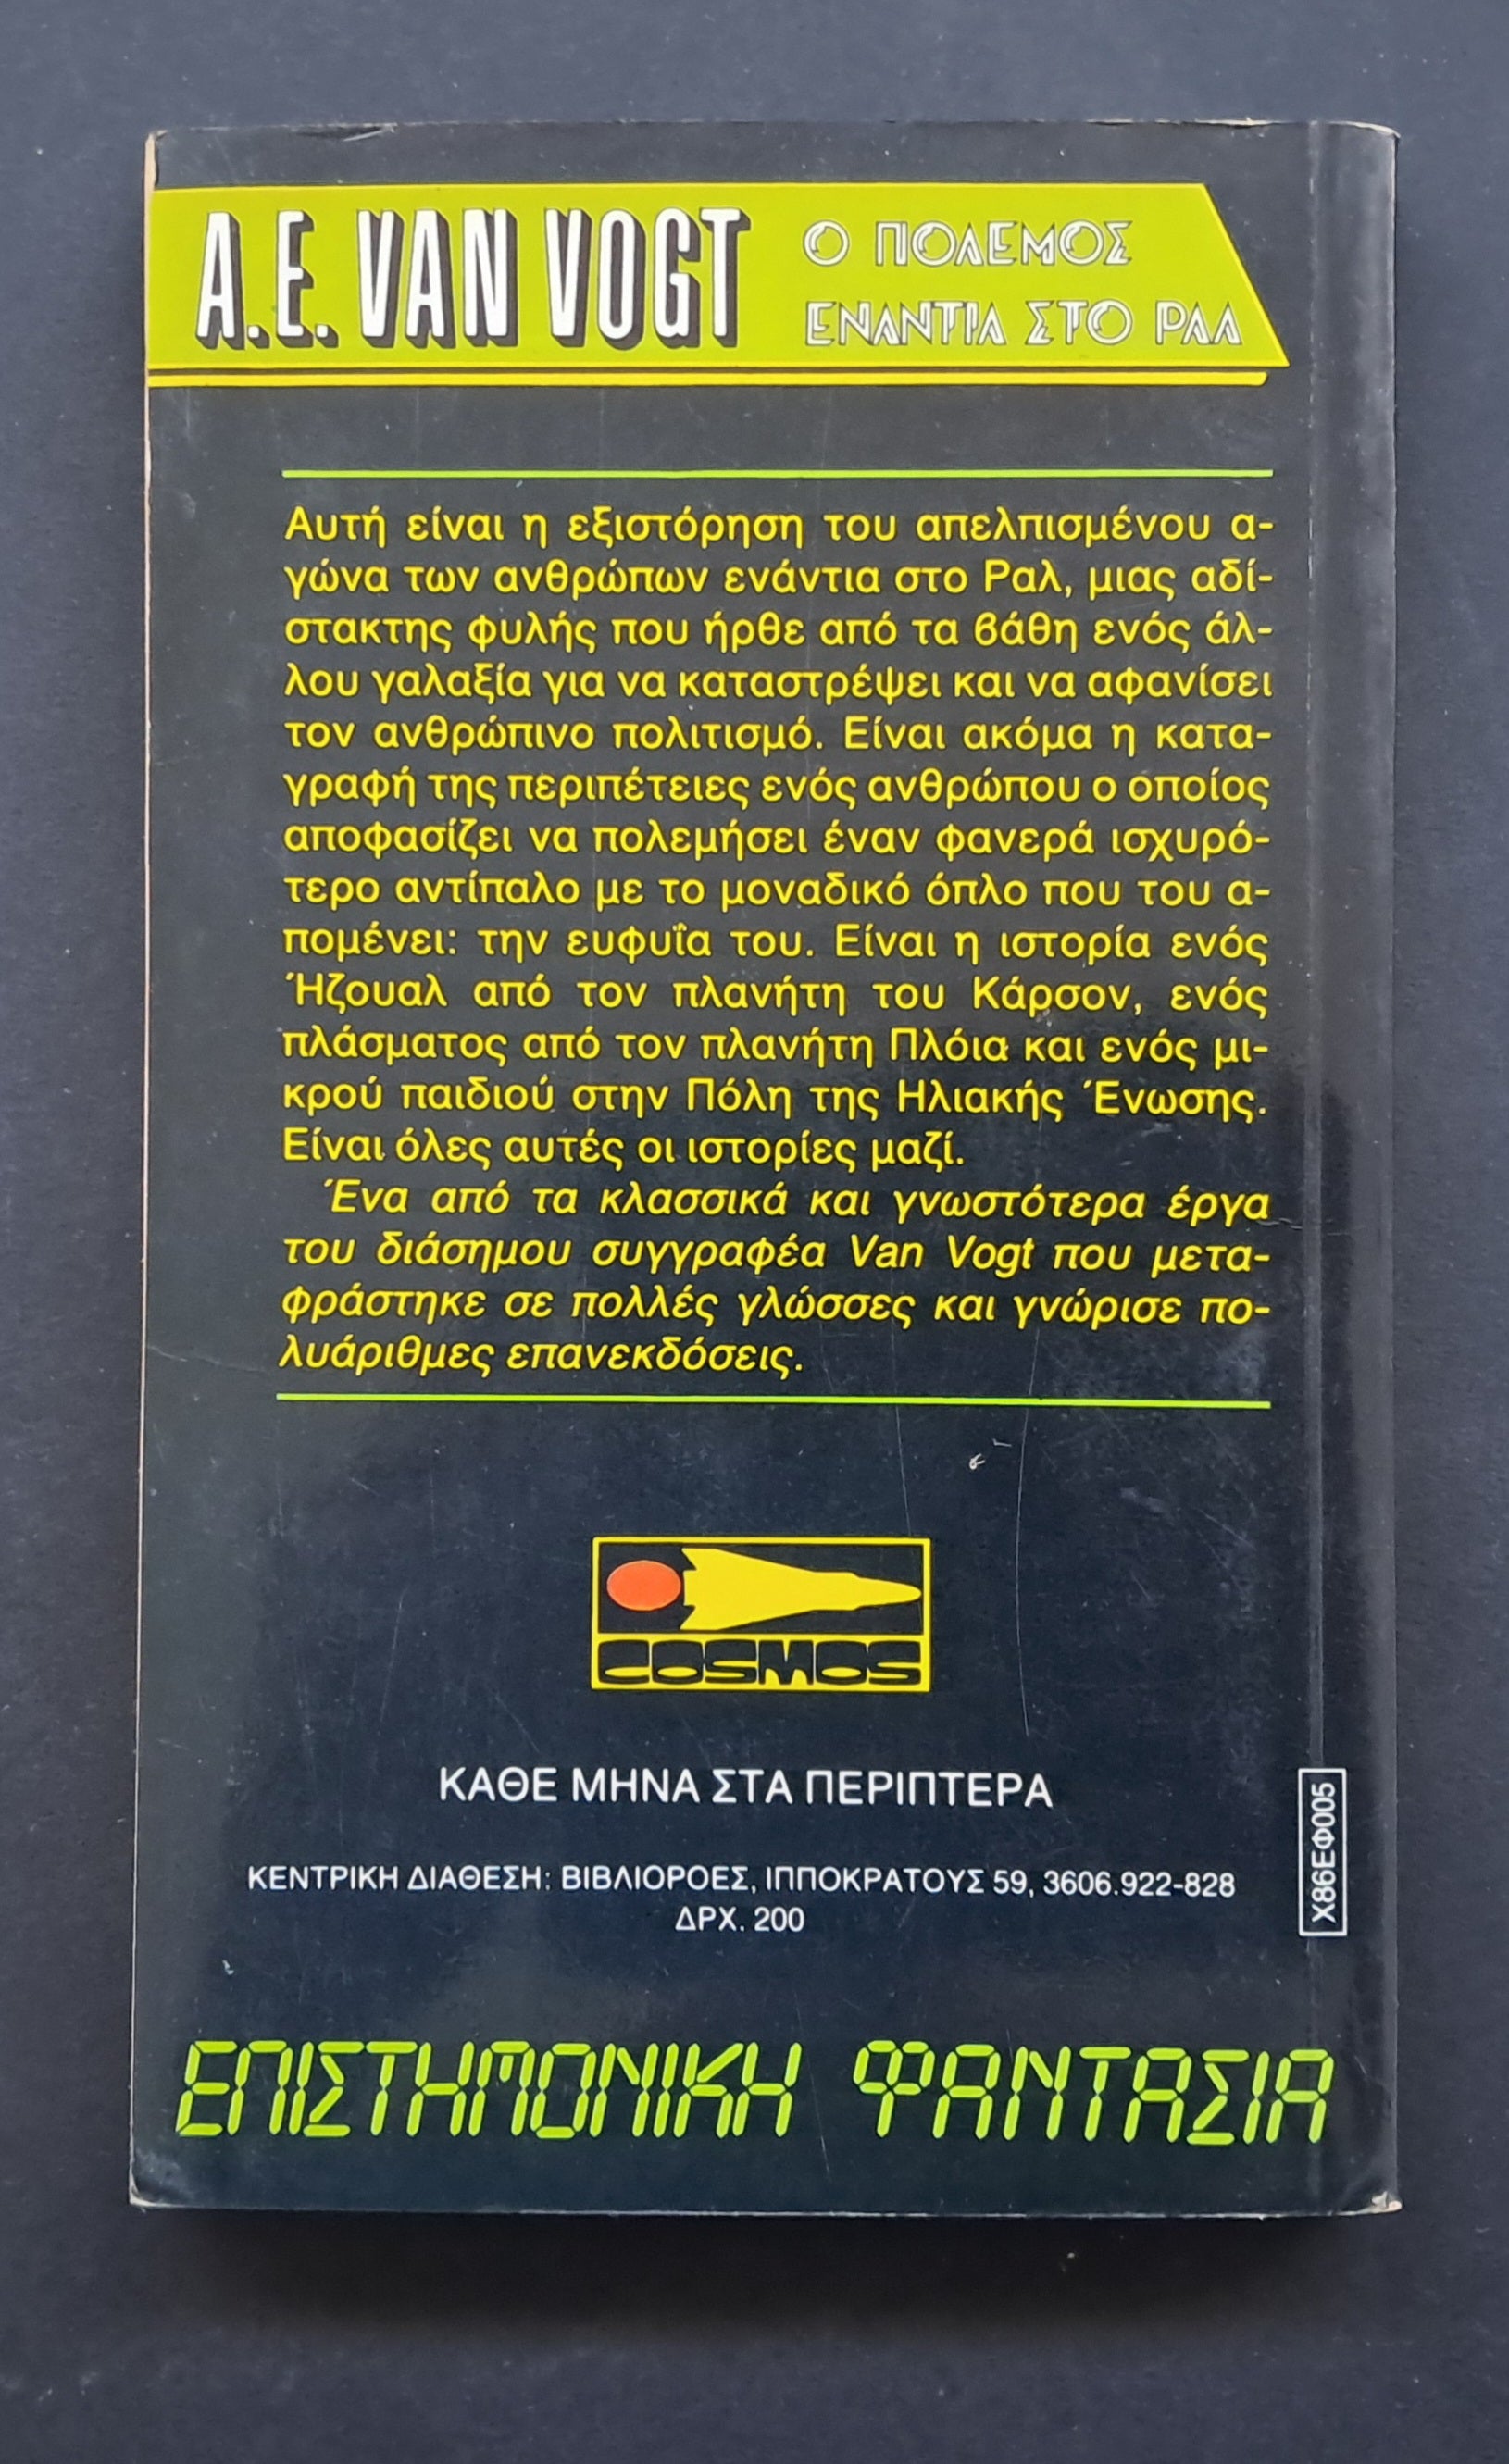 A.E. VAN VOGT
Ο ΠΟΛΕΜΟΣ
ΕΝΑΝΤΙΑ ΣΤΟ ΡΑΛ
Αυτή είναι η εξιστόρηση του απελπισμένου α-
γώνα των ανθρώπων ενάντια στο Ραλ, μιας αδί-
στακτης φυλής που ήρθε από τα βάθη ενός άλ-
λου γαλαξία για να καταστρέψει και να αφανίσει
τον ανθρώπινο πολιτισμό. Είναι ακόμα η κατα-
γραφή της περιπέτειες ενός ανθρώπου ο οποίος
αποφασίζει να πολεμήσει έναν φανερά ισχυρό-
τερο αντίπαλο με το μοναδικό όπλο που του α-
πομένει: την ευφυΐα του. Είναι η ιστορία ενός
Ήζουαλ από τον πλανήτη του Κάρσον, ενός
πλάσματος από τον πλανήτη Πλόια και ενός μι-
κρού παιδιού στην Πόλη της Ηλιακής Ένωσης.
Είναι όλες αυτές οι ιστορίες μαζί.
Ένα από τα κλασσικά και γνωστότερα έργα
του διάσημου συγγραφέα Van Vogt που μετα-
φράστηκε σε πολλές γλώσσες και γνώρισε πο-
λυάριθμες επανεκδόσεις.
COSMOS
ΚΑΘΕ ΜΗΝΑ ΣΤΑ ΠΕΡΙΠΤΕΡΑ
ΚΕΝΤΡΙΚΗ ΔΙΑΘΕΣΗ: ΒΙΒΛΙΟΡΟΕΣ, ΙΠΠΟΚΡΑΤΟΥΣ 59, 3606.922-828
ΔΡΧ. 200
Χ86ΕΦ005
ΕΠΙΣΤΗΜΟΝΙΚΗ ΦΑΝΤΑΣΙΑ